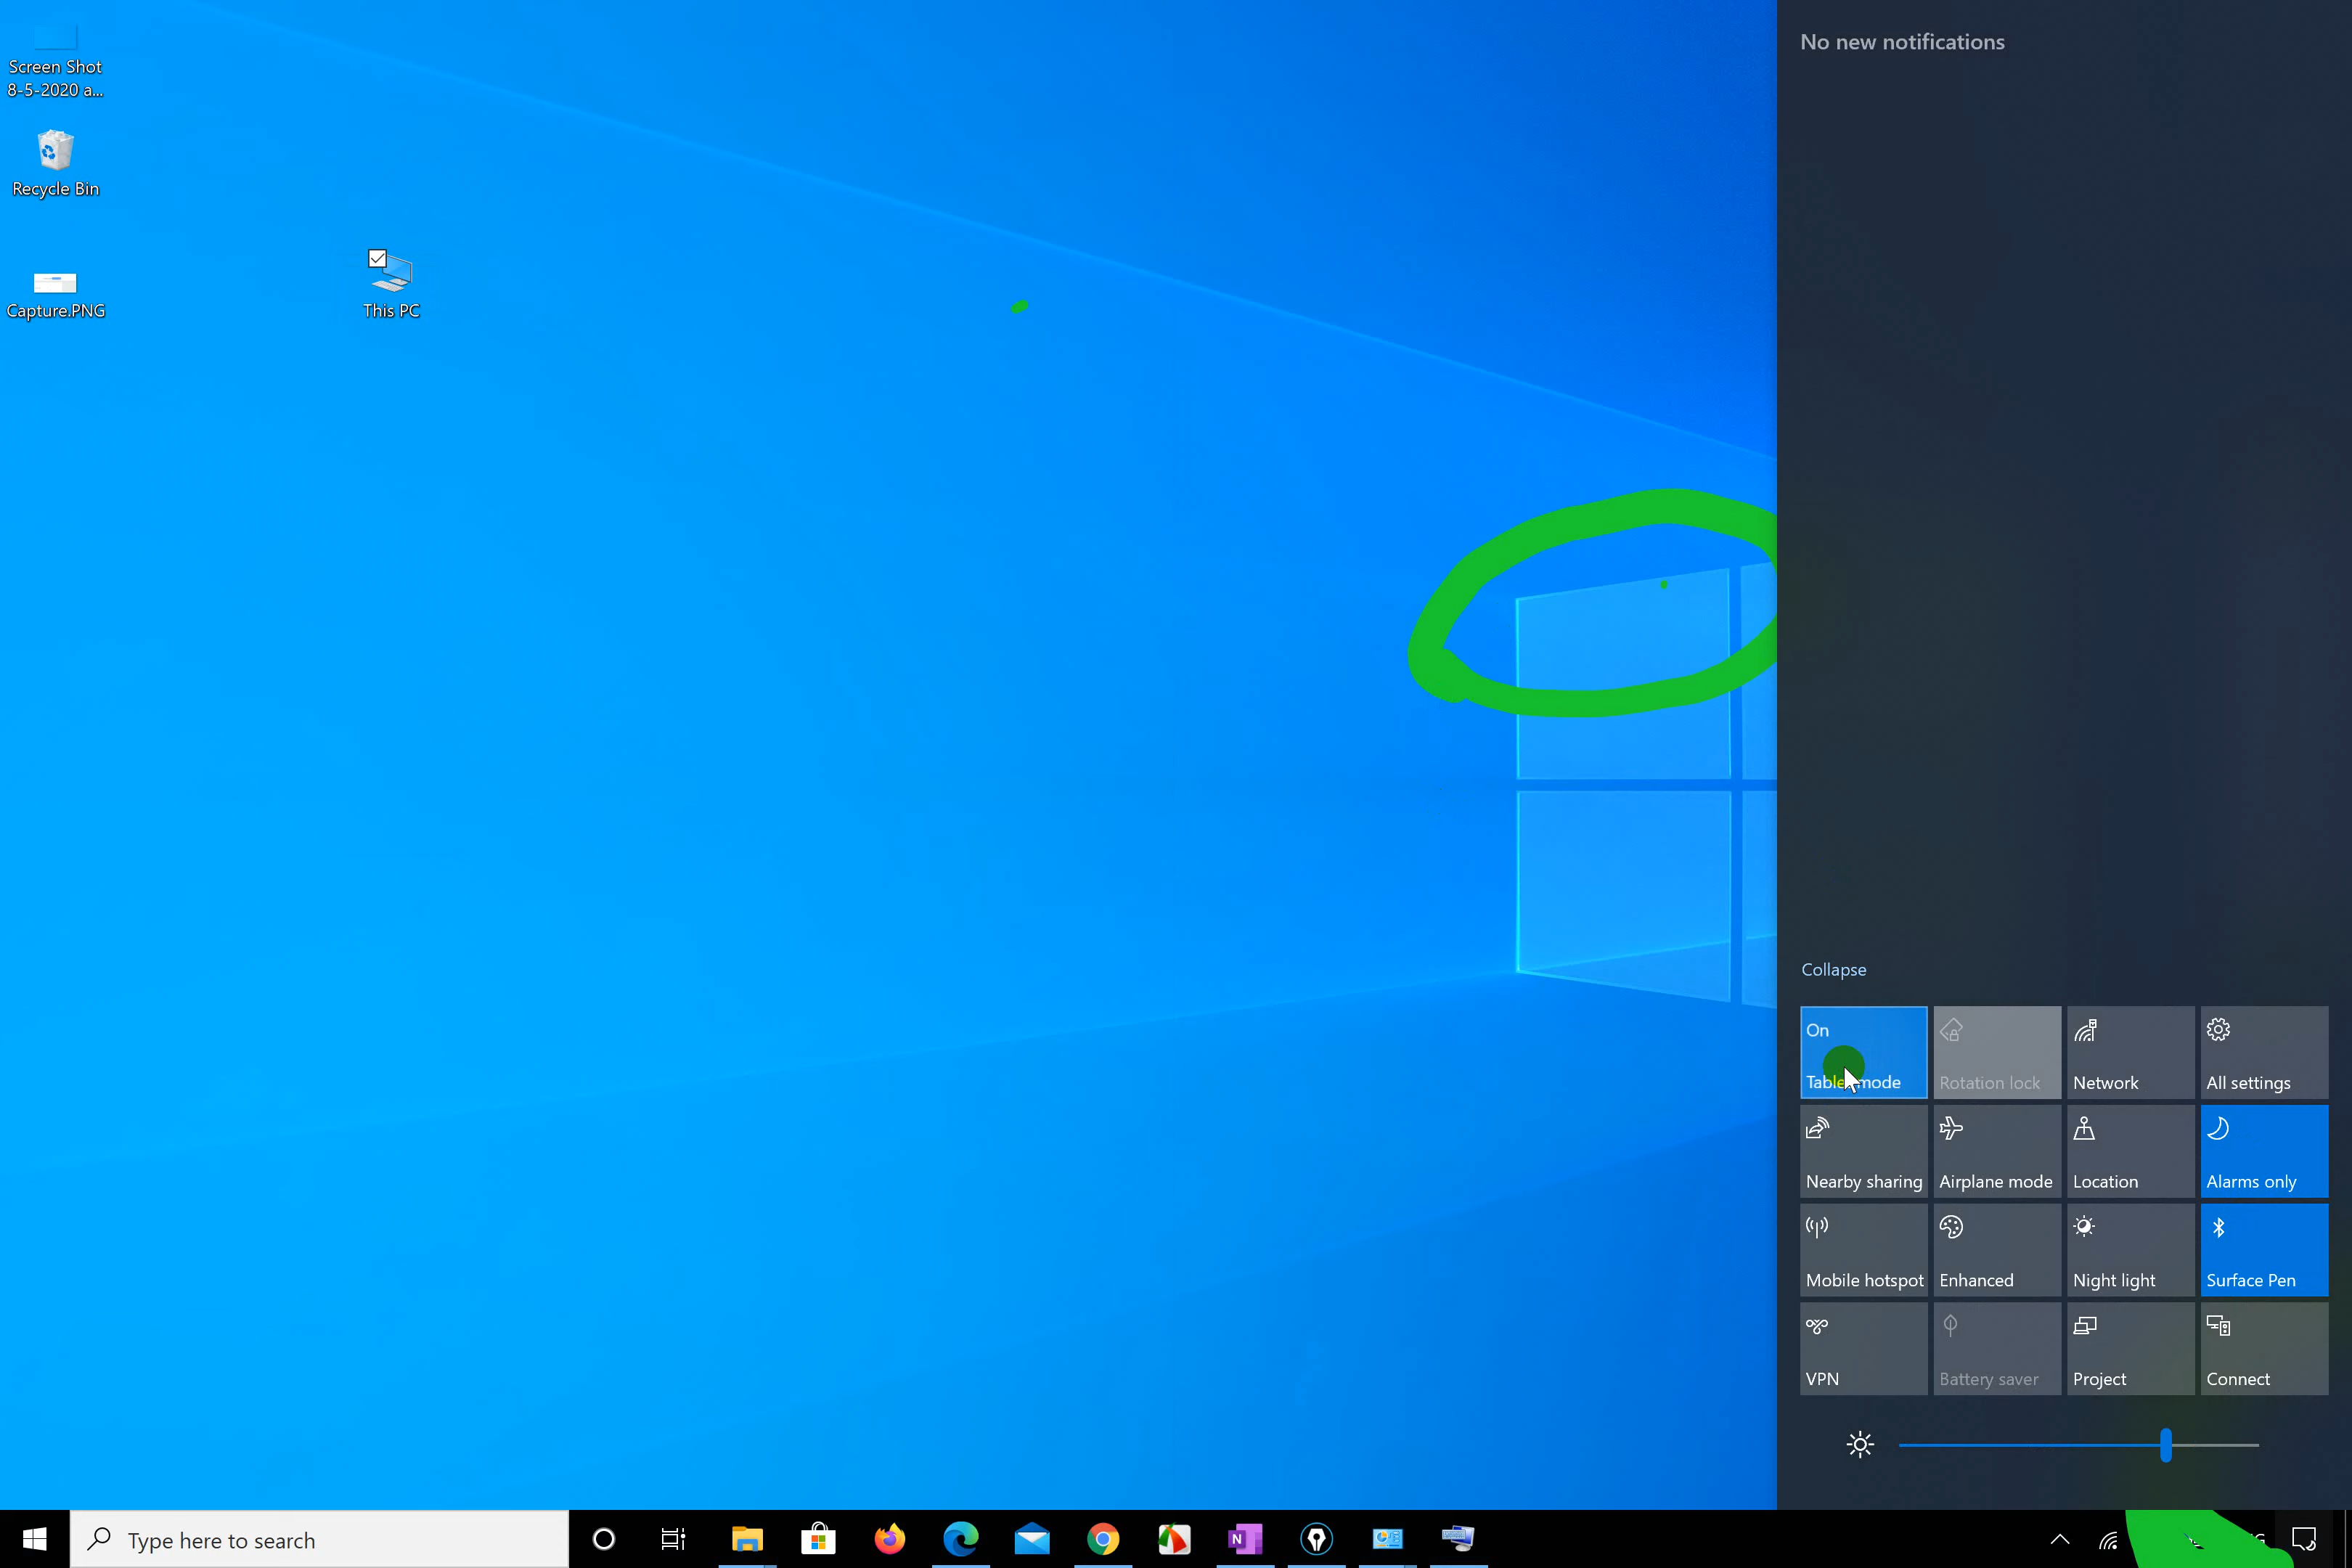 Screen Shot
8-5-2020 a...
Recycle Bin
Capture.PNG
This PC
No new notifications
Collapse
On
mode
Rotation lock
Network
All settings
Nearby sharing
Airplane mode
Location
Alarms only
Mobile hotspot
Enhanced
Night light
Surface Pen
VPN
Battery saver
Project
Connect
Type here to search